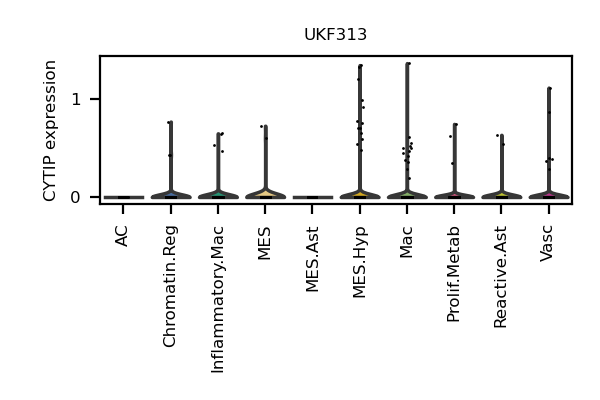 UKF313
CYTIP expression
1
0
AC
Chromatin.Reg
Inflammatory.Mac
MES
MES.Ast
MES.Hyp
Mac
Prolif.Metab
Reactive.Ast
Vasc